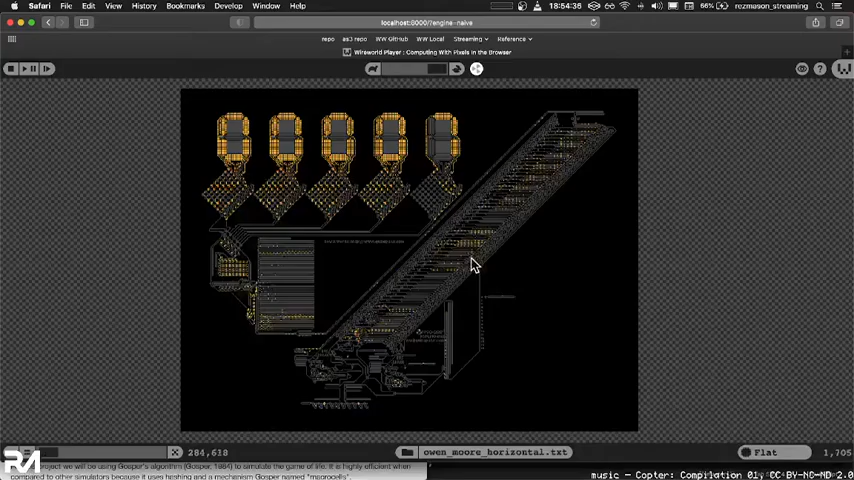 Safari File Edit View History Bookmarks Develop Window Help 18:54:36 66% rezmason_streaming
localhost:8000/?engine=naive
repo as3 repo WW GitHub WW Local Streaming Reference
Wireworld Player : Computing With Pixels in the Browser
284,618 owen_moore_horizontal.txt Flat 1,705
project we will be using Gosper's algorithm (Gosper, 1984) to simulate the game of life. It is highly efficient when
compared to other simulators because it uses hashing and a mechanism Gosper named "macrocells".
music - Copter: Compilation 01, CC BY-NC-ND 2.0